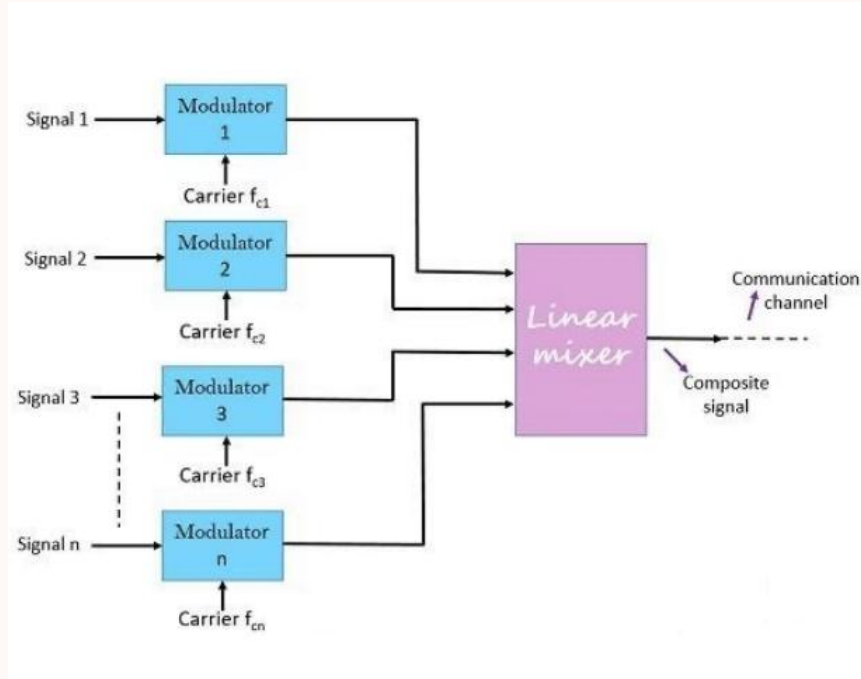 Signal 1
Modulator
1
Carrier fc1
Signal 2
Modulator
2
Carrier fc2
Signal 3
Modulator
3
Carrier fc3
Signal n
Modulator
n
Carrier fcn
Linear
mixer
Communication
channel
Composite
signal